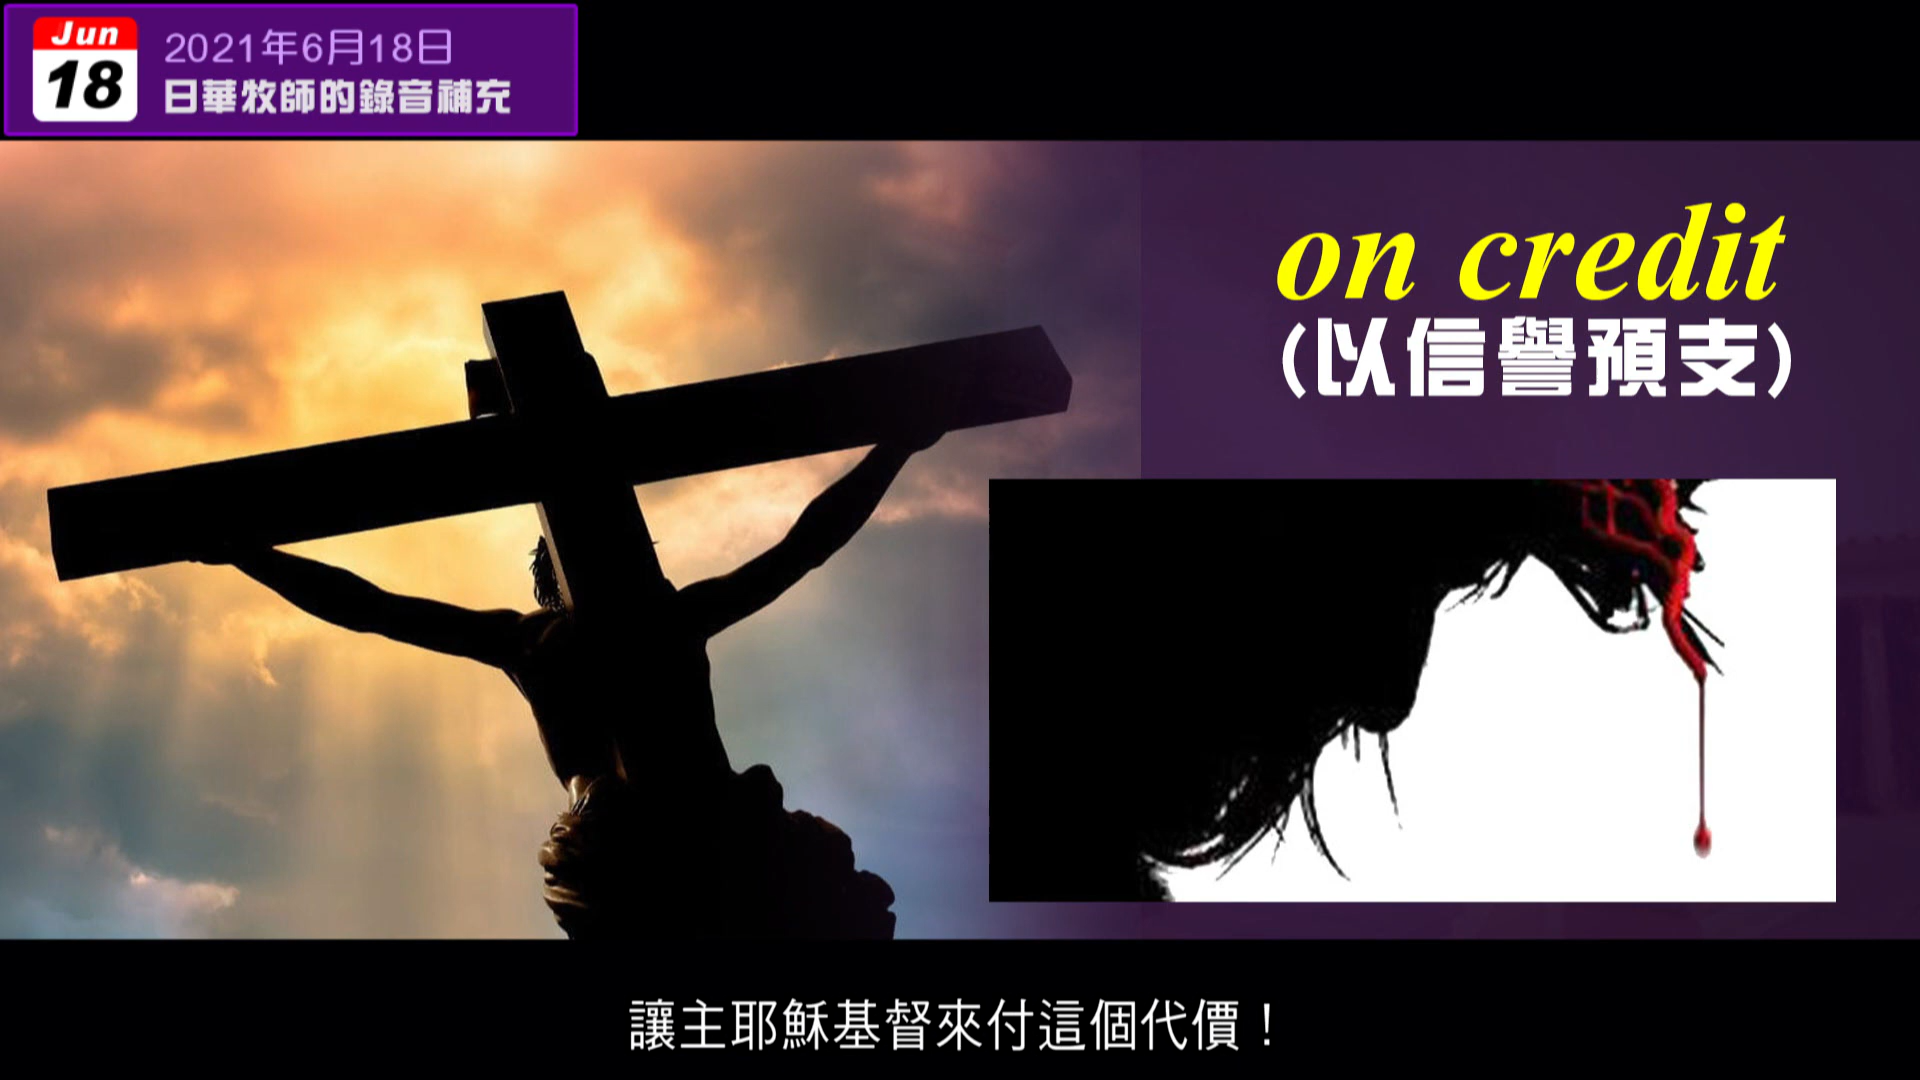 Jun
18
2021年6月18日
日華牧師的錄音補充
on credit
(以信譽預支)
讓主耶穌基督來付這個代價！